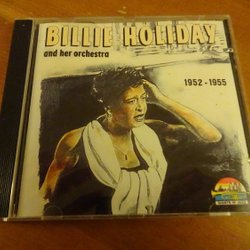 BILLIE HOLIDAY
and her orchestra
1952 - 1955